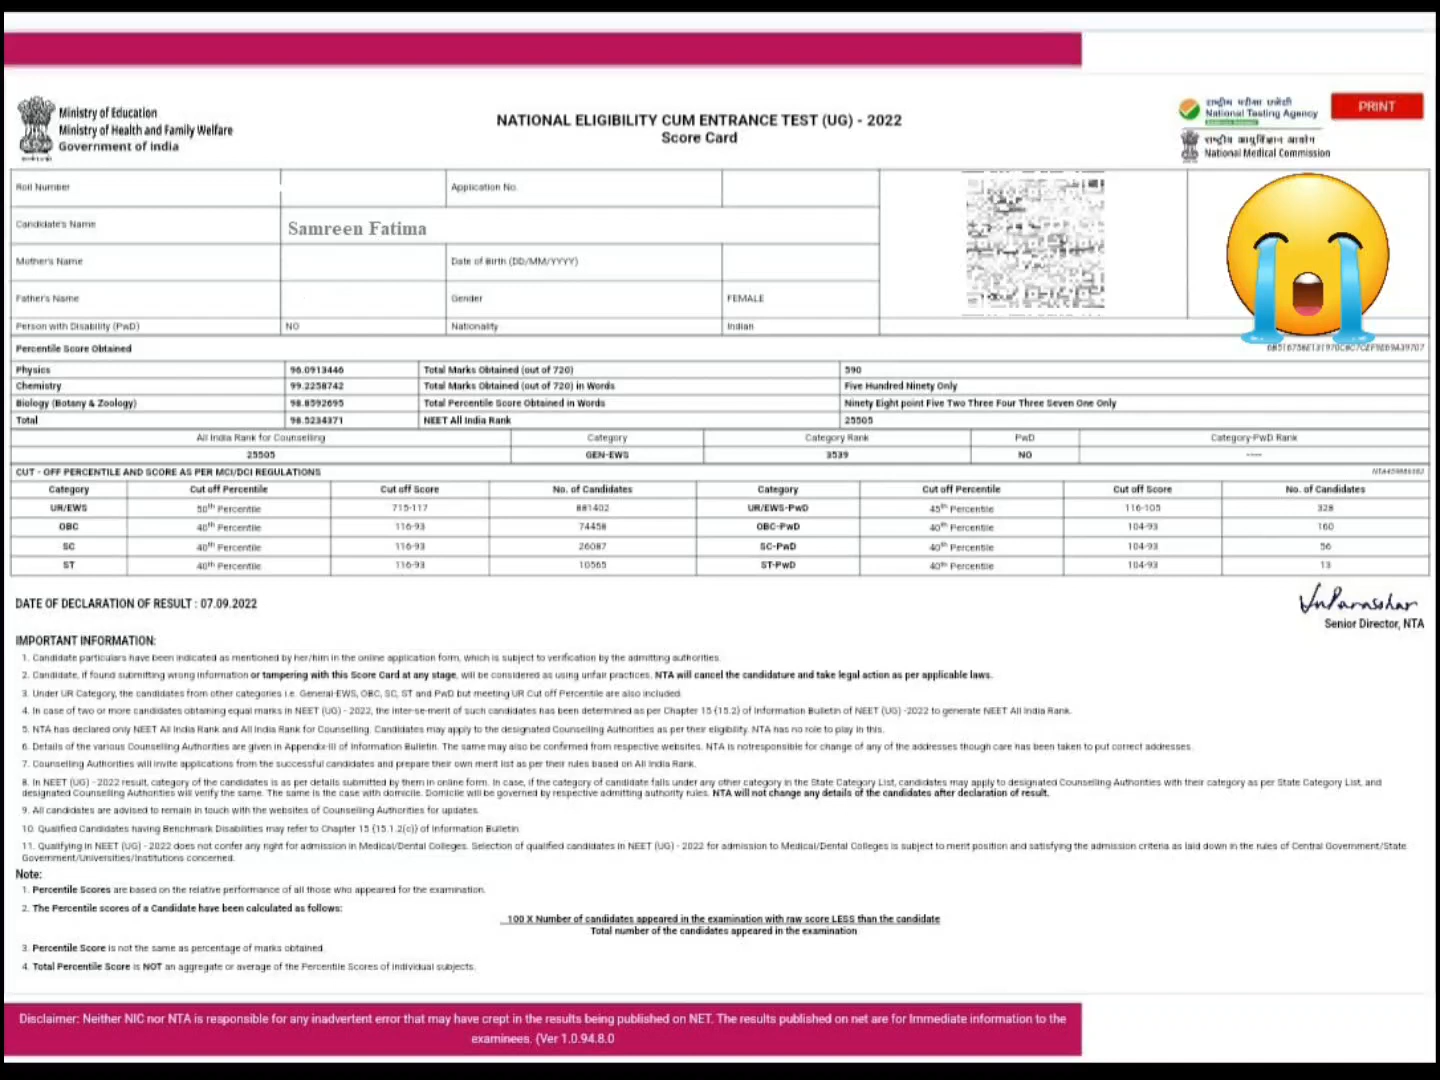 Ministry of Education
Ministry of Health and Family Welfare
Government of India
NATIONAL ELIGIBILITY CUM ENTRANCE TEST (UG) - 2022
Score Card
राष्ट्रीय परीक्षा एजेंसी
National Testing Agency
राष्ट्रीय आयुर्विज्ञान आयोग
National Medical Commission
PRINT
Roll Number Application No.
Candidate's Name Samreen Fatima
Mother's Name Date of Birth (DD/MM/YYYY)
Father's Name Gender FEMALE
Person with Disability (PwD) NO Nationality Indian
Percentile Score Obtained
Physics 96.0913446 Total Marks Obtained (out of 720) 590
Chemistry 99.2258742 Total Marks Obtained (out of 720) in Words Five Hundred Ninety Only
Biology (Botany & Zoology) 98.8592695 Total Percentile Score Obtained in Words Ninety Eight point Five Two Three Four Three Seven One Only
Total 98.5234371 NEET All India Rank 25505
All India Rank for Counselling Category Category Rank PwD Category-PwD Rank
25505 GEN-EWS 3539 NO ----
CUT - OFF PERCENTILE AND SCORE AS PER MCI/DCI REGULATIONS
Category Cut off Percentile Cut off Score No. of Candidates Category Cut off Percentile Cut off Score No. of Candidates
UR/EWS 50th Percentile 715-117 881402 UR/EWS-PwD 45th Percentile 116-105 328
OBC 40th Percentile 116-93 74458 OBC-PwD 40th Percentile 104-93 160
SC 40th Percentile 116-93 26087 SC-PwD 40th Percentile 104-93 56
ST 40th Percentile 116-93 10565 ST-PwD 40th Percentile 104-93 13
DATE OF DECLARATION OF RESULT : 07.09.2022
Senior Director, NTA
IMPORTANT INFORMATION:
1. Candidate particulars have been indicated as mentioned by her/him in the online application form, which is subject to verification by the admitting authorities.
2. Candidate, if found submitting wrong information or tampering with this Score Card at any stage, will be considered as using unfair practices. NTA will cancel the candidature and take legal action as per applicable laws.
3. Under UR Category, the candidates from other categories i.e. General-EWS, OBC, SC, ST and PwD but meeting UR Cut off Percentile are also included.
4. In case of two or more candidates obtaining equal marks in NEET (UG) - 2022, the inter-se-merit of such candidates has been determined as per Chapter 15 (15.2) of Information Bulletin of NEET (UG) -2022 to generate NEET All India Rank.
5. NTA has declared only NEET All India Rank and All India Rank for Counselling. Candidates may apply to the designated Counselling Authorities as per their eligibility. NTA has no role to play in this.
6. Details of the various Counselling Authorities are given in Appendix-III of Information Bulletin. The same may also be confirmed from respective websites. NTA is notresponsible for change of any of the addresses though care has been taken to put correct addresses.
7. Counselling Authorities will invite applications from the successful candidates and prepare their own merit list as per their rules based on All India Rank.
8. In NEET (UG) - 2022 result, category of the candidates is as per details submitted by them in online form. In case, if the category of candidate falls under any other category in the State Category List, candidates may apply to designated Counselling Authorities with their category as per State Category List, and
designated Counselling Authorities will verify the same. The same is the case with domicile. Domicile will be governed by respective admitting authority rules. NTA will not change any details of the candidates after declaration of result.
9. All candidates are advised to remain in touch with the websites of Counselling Authorities for updates.
10. Qualified Candidates having Benchmark Disabilities may refer to Chapter 15 {15.1.2(c)} of Information Bulletin
11. Qualifying in NEET (UG) - 2022 does not confer any right for admission in Medical/Dental Colleges. Selection of qualified candidates in NEET (UG) - 2022 for admission to Medical/Dental Colleges is subject to merit position and satisfying the admission criteria as laid down in the rules of Central Government/State
Government/Universities/Institutions concerned.
Note:
1. Percentile Scores are based on the relative performance of all those who appeared for the examination.
2. The Percentile scores of a Candidate have been calculated as follows:
100 X Number of candidates appeared in the examination with raw score LESS than the candidate
Total number of the candidates appeared in the examination
3. Percentile Score is not the same as percentage of marks obtained.
4. Total Percentile Score is NOT an aggregate or average of the Percentile Scores of individual subjects.
Disclaimer: Neither NIC nor NTA is responsible for any inadvertent error that may have crept in the results being published on NET. The results published on net are for Immediate information to the
examinees. (Ver 1.0.94.8.0